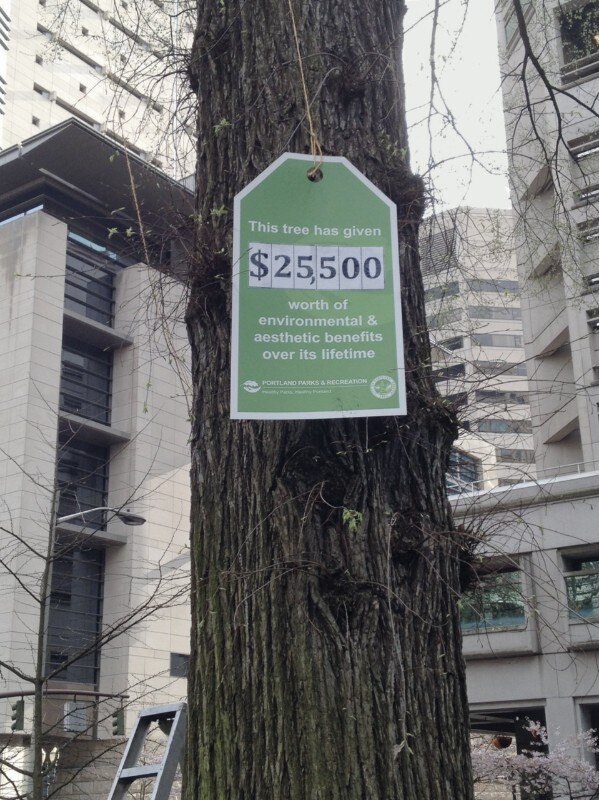 This tree has given
$25,500
worth of
environmental &
aesthetic benefits
over its lifetime
PORTLAND PARKS & RECREATION
Healthy Parks, Healthy Portland